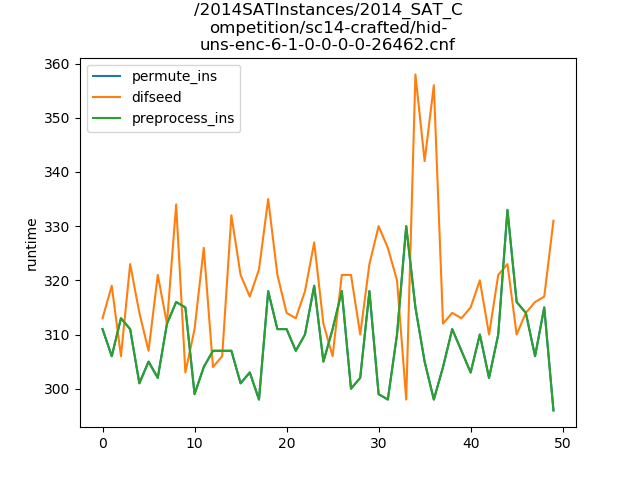 /2014SATInstances/2014_SAT_C
ompetition/sc14-crafted/hid-
uns-enc-6-1-0-0-0-0-26462.cnf
permute_ins
difseed
preprocess_ins
runtime
360
350
340
330
320
310
300
0 10 20 30 40 50